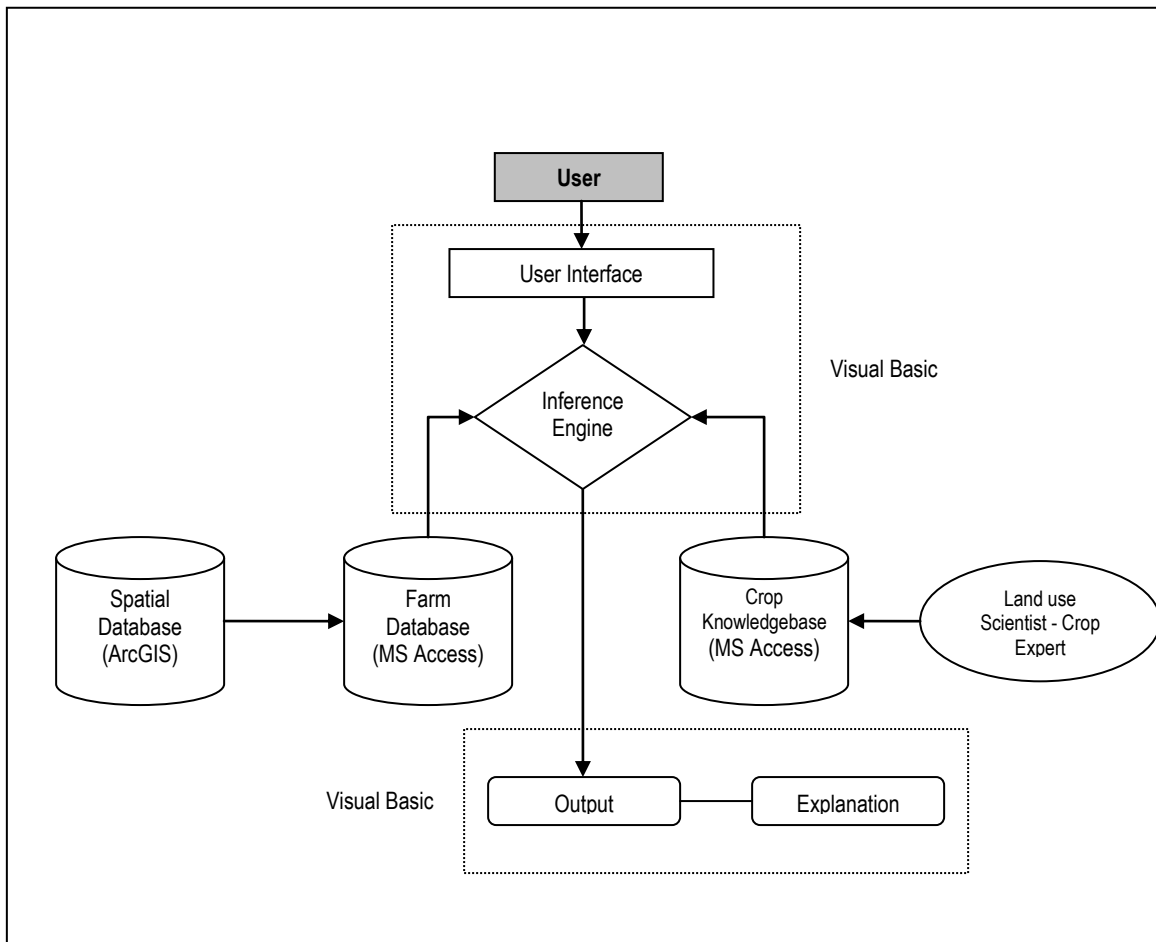 User
User Interface
Visual Basic
Inference
Engine
Spatial
Database
(ArcGIS)
Farm
Database
(MS Access)
Crop
Knowledgebase
(MS Access)
Land use
Scientist - Crop
Expert
Visual Basic
Output
Explanation